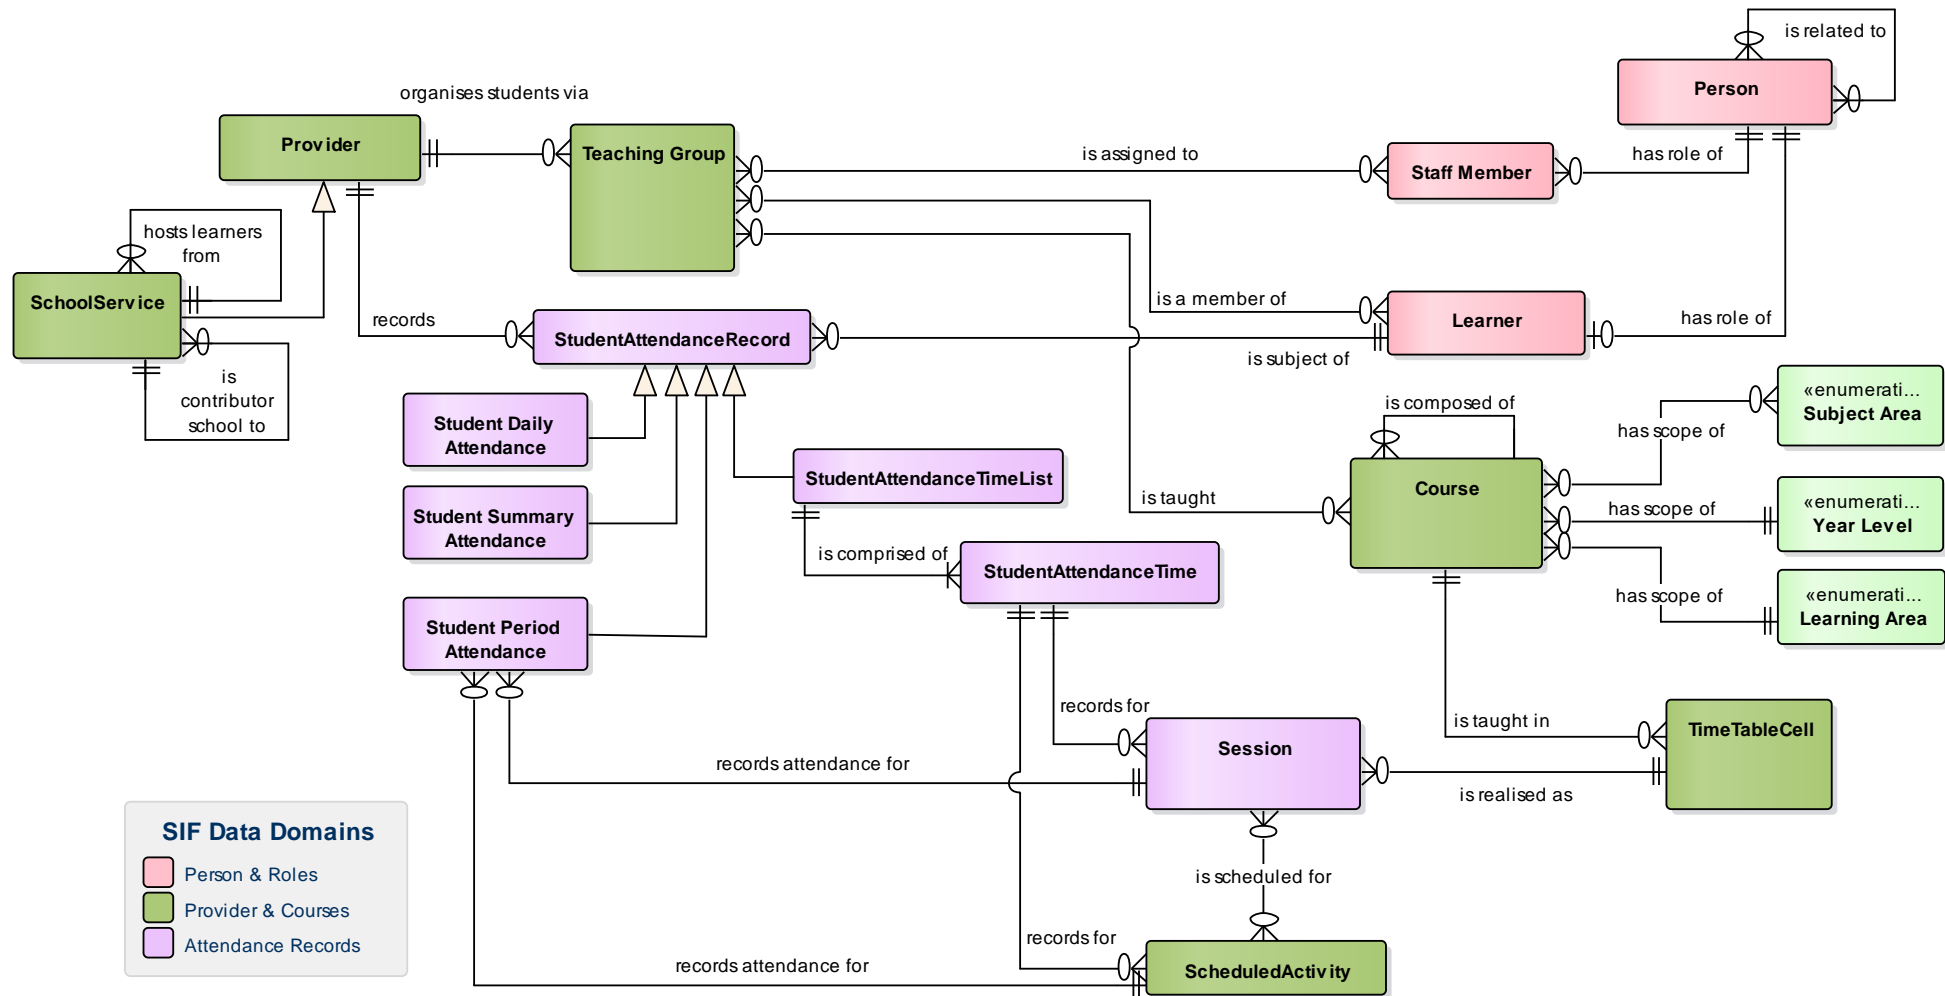 is related to
Person
organises students via
Provider
Teaching Group
is assigned to
Staff Member
has role of
hosts learners
from
SchoolService
is
contributor
school to
records
StudentAttendanceRecord
is a member of
Learner
has role of
is subject of
Student Daily
Attendance
Student Summary
Attendance
Student Period
Attendance
StudentAttendanceTimeList
is comprised of
StudentAttendanceTime
is taught
is composed of
Course
has scope of
«enumerati...
Subject Area
has scope of
«enumerati...
Year Level
has scope of
«enumerati...
Learning Area
records for
is taught in
TimeTableCell
Session
records attendance for
is realised as
is scheduled for
records for
ScheduledActivity
records attendance for
SIF Data Domains
Person & Roles
Provider & Courses
Attendance Records